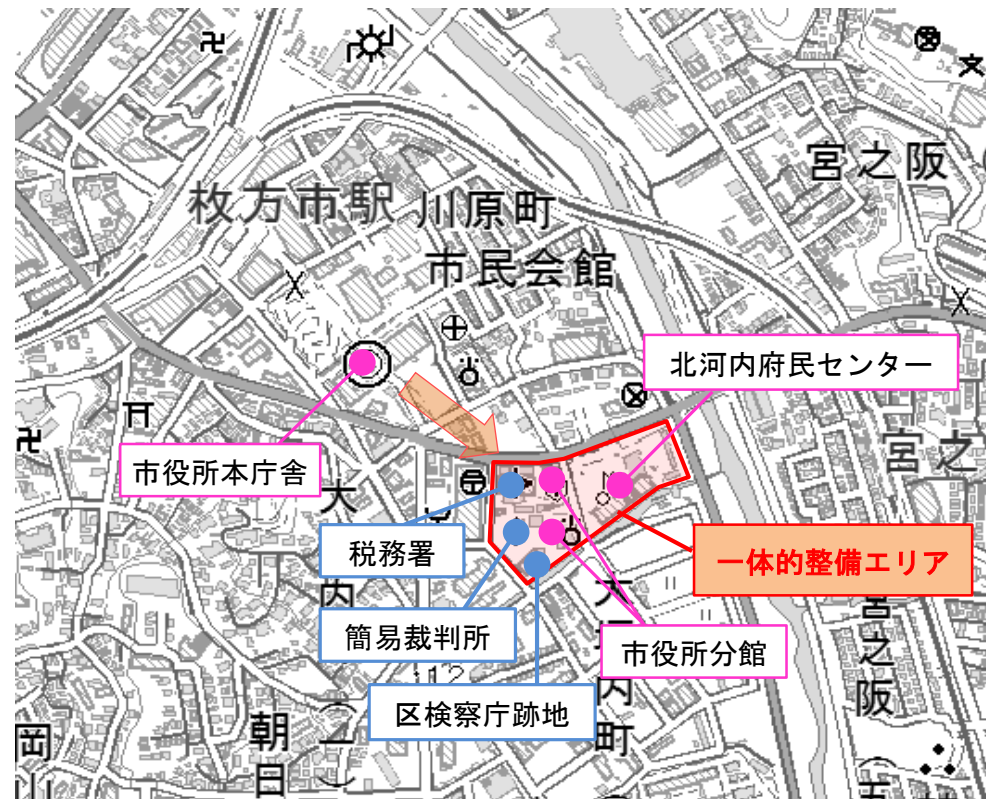 宮之阪
枚方市駅
川原町
市民会館
北河内府民センター
市役所本庁舎
宮之
税務署
一体的整備エリア
簡易裁判所
市役所分館
区検察庁跡地
大
内
朝日
大垣内町
宮之阪
岡